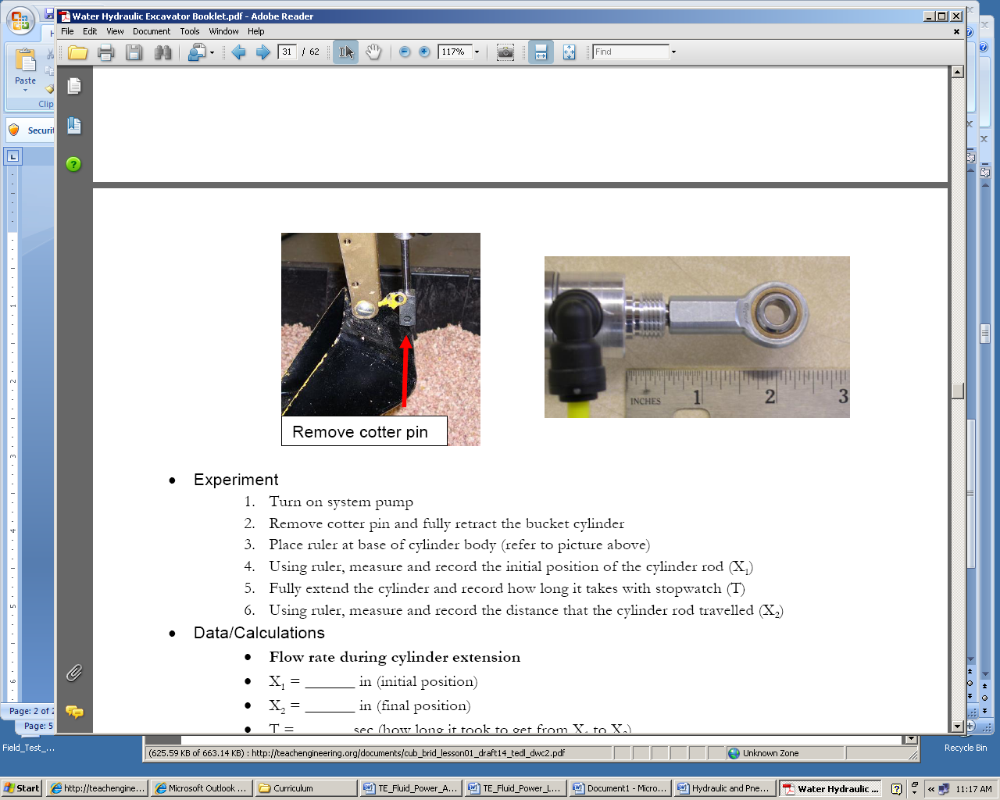 Water Hydraulic Excavator Booklet.pdf - Adobe Reader
File Edit View Document Tools Window Help
31 / 62 117% Find
Paste
Clip
Securit
Remove cotter pin
INCHES 1 2 3
• Experiment
1. Turn on system pump
2. Remove cotter pin and fully retract the bucket cylinder
3. Place ruler at base of cylinder body (refer to picture above)
4. Using ruler, measure and record the initial position of the cylinder rod (X1)
5. Fully extend the cylinder and record how long it takes with stopwatch (T)
6. Using ruler, measure and record the distance that the cylinder rod travelled (X2)
• Data/Calculations
• Flow rate during cylinder extension
• X1 = ______ in (initial position)
• X2 = ______ in (final position)
• T = ______ sec (how long it took to get from X1 to X2)
Page: 2 of 2
Page: 5
Field_Test_...
(625.59 KB of 663.14 KB) : http://teachengineering.org/documents/cub_brid_lesson01_draft14_tedl_dwc2.pdf
Unknown Zone
Recycle Bin
Start http://teachengine... Microsoft Outlook ... Curriculum TE_Fluid_Power_A... TE_Fluid_Power_L... Document1 - Micro... Hydraulic and Pne... Water Hydraulic ... 11:17 AM